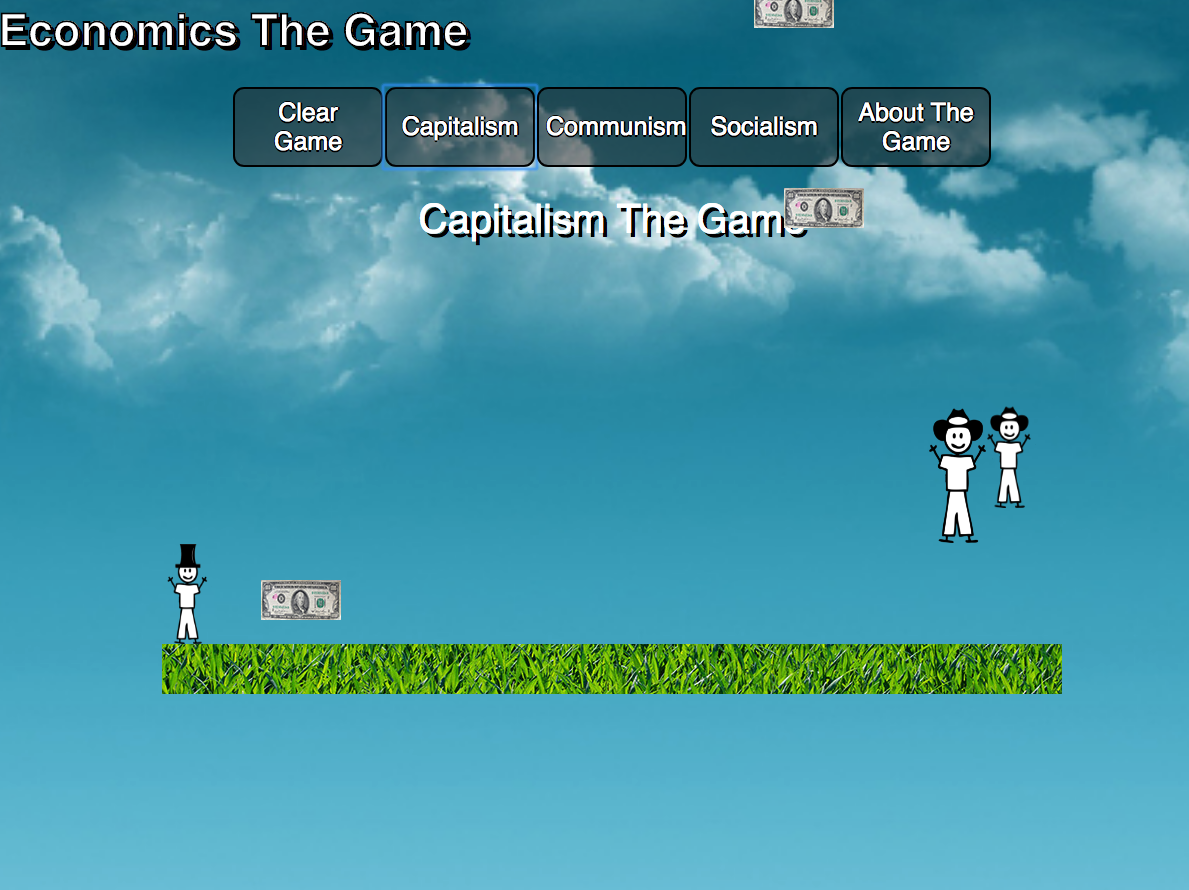 Economics The Game
Clear
Game
Capitalism
Communism
Socialism
About The
Game
Capitalism The Game